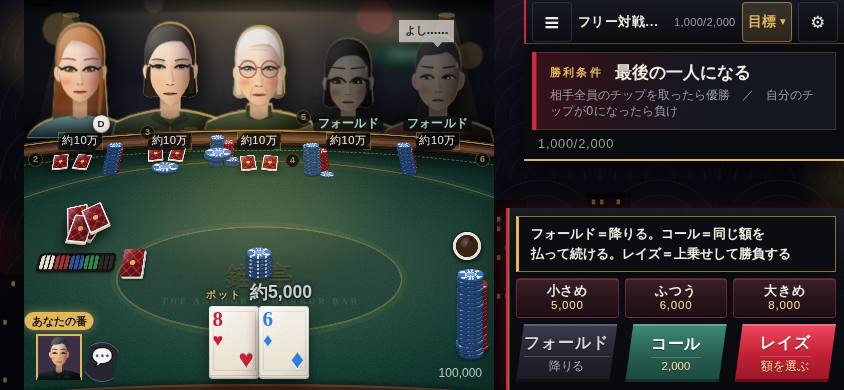 よし……
フォールド
フォールド
約10万
約10万
約10万
約10万
約10万
D
2
3
4
5
6
ポット 約5,000
8
6
あなたの番
100,000
フリー対戦…
1,000/2,000
目標 ▾
勝利条件 最後の一人になる
相手全員のチップを取ったら優勝 ／ 自分のチ
ップが0になったら負け
1,000/2,000
フォールド＝降りる。コール＝同じ額を
払って続ける。レイズ＝上乗せして勝負する
小さめ
5,000
ふつう
6,000
大きめ
8,000
フォールド
降りる
コール
2,000
レイズ
額を選ぶ